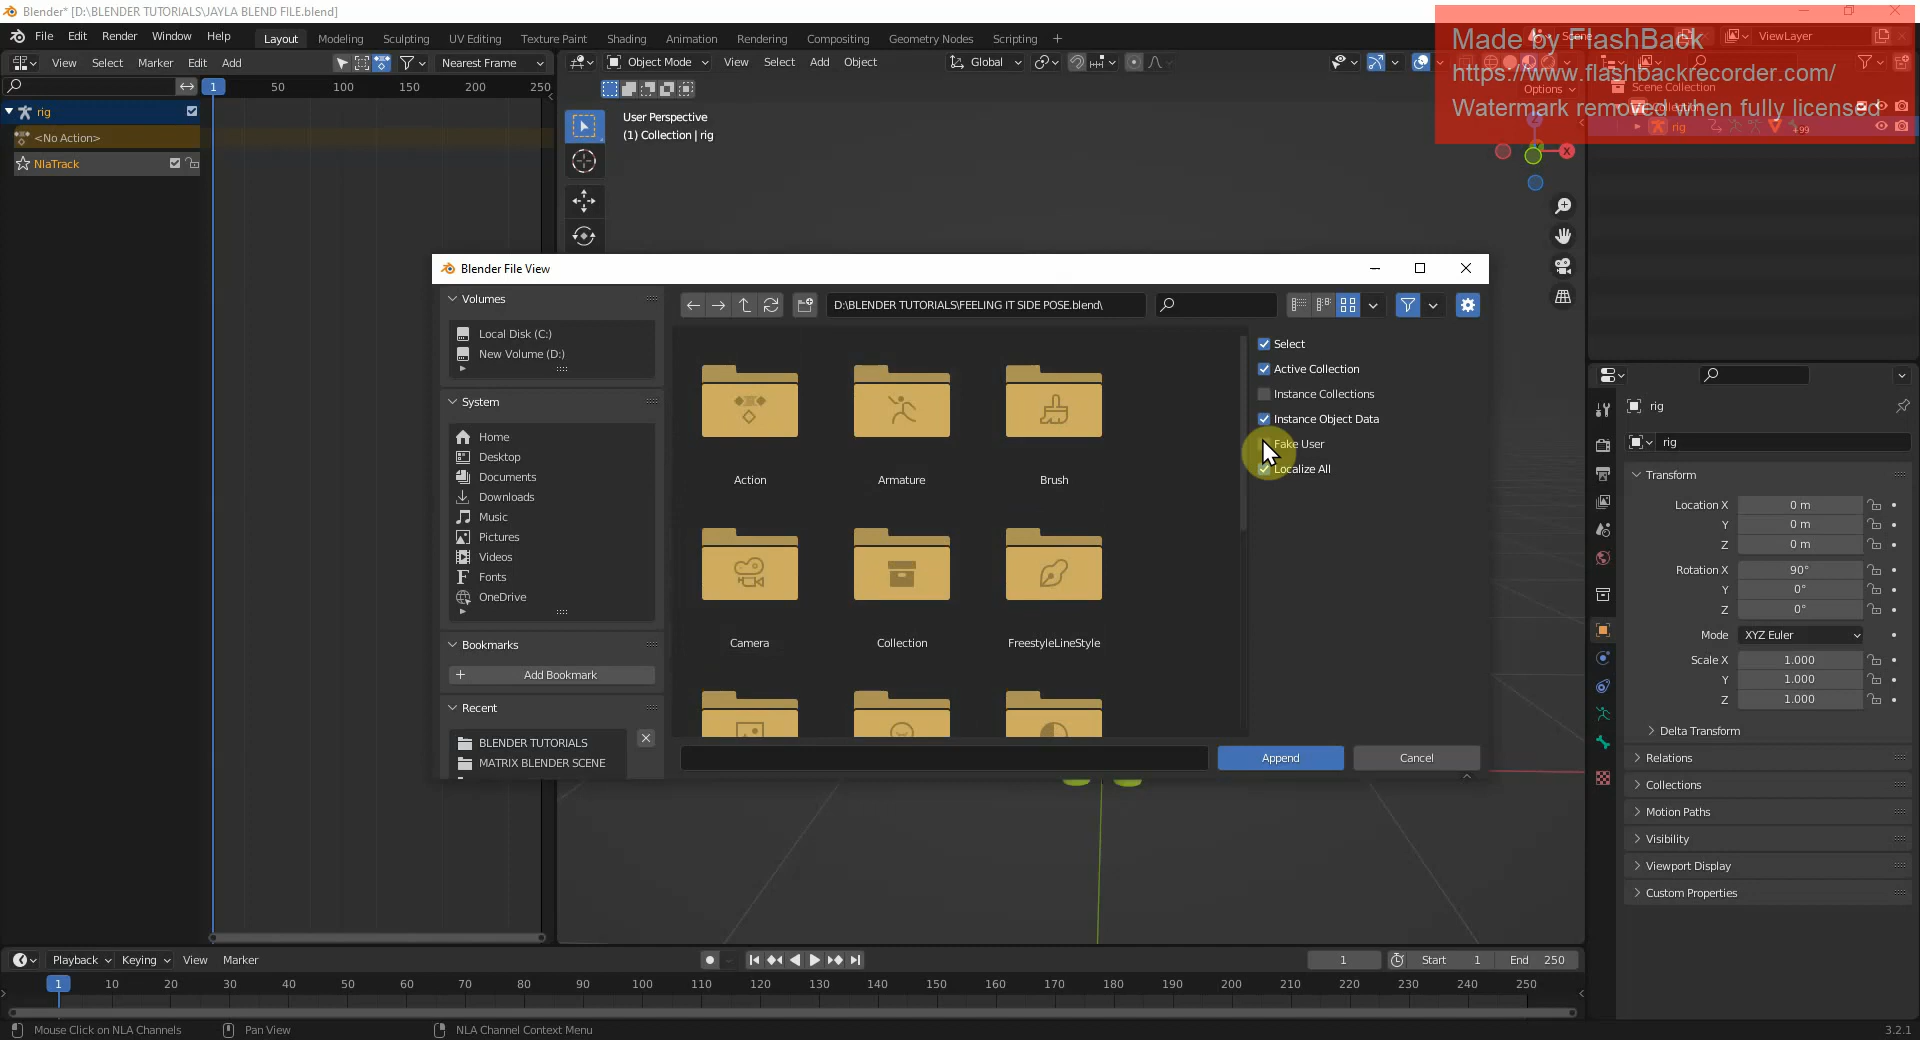 Blender* [D:\BLENDER TUTORIALS\JAYLA BLEND FILE.blend]
File Edit Render Window Help Layout Modeling Sculpting UV Editing Texture Paint Shading Animation Rendering Compositing Geometry Nodes Scripting + Scene ViewLayer
Made by FlashBack
https://www.flashbackrecorder.com/
Watermark removed when fully licensed
View Select Marker Edit Add Nearest Frame Object Mode View Select Add Object Global
Options
Scene Collection
1 50 100 150 200 250
rig
<No Action>
NlaTrack
User Perspective
(1) Collection | rig
rig
+99
X
Blender File View
Volumes
Local Disk (C:)
New Volume (D:)
System
Home
Desktop
Documents
Downloads
Music
Pictures
Videos
Fonts
OneDrive
Bookmarks
Add Bookmark
Recent
BLENDER TUTORIALS
MATRIX BLENDER SCENE
D:\BLENDER TUTORIALS\FEELING IT SIDE POSE.blend\
Action Armature Brush
Camera Collection FreestyleLineStyle
Select
Active Collection
Instance Collections
Instance Object Data
Fake User
Localize All
Append Cancel
rig
rig
Transform
Location X 0 m
Y 0 m
Z 0 m
Rotation X 90°
Y 0°
Z 0°
Mode XYZ Euler
Scale X 1.000
Y 1.000
Z 1.000
Delta Transform
Relations
Collections
Motion Paths
Visibility
Viewport Display
Custom Properties
Playback Keying View Marker 1 Start 1 End 250
1 10 20 30 40 50 60 70 80 90 100 110 120 130 140 150 160 170 180 190 200 210 220 230 240 250
Mouse Click on NLA Channels Pan View NLA Channel Context Menu 3.2.1